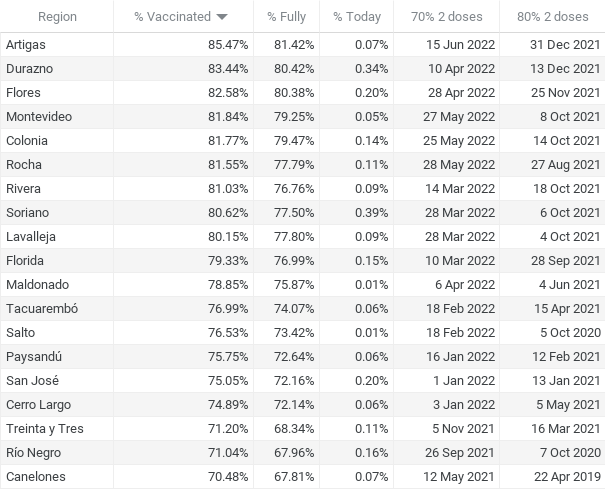 Region % Vaccinated % Fully % Today 70% 2 doses 80% 2 doses
Artigas 85.47% 81.42% 0.07% 15 Jun 2022 31 Dec 2021
Durazno 83.44% 80.42% 0.34% 10 Apr 2022 13 Dec 2021
Flores 82.58% 80.38% 0.20% 28 Apr 2022 25 Nov 2021
Montevideo 81.84% 79.25% 0.05% 27 May 2022 8 Oct 2021
Colonia 81.77% 79.47% 0.14% 25 May 2022 14 Oct 2021
Rocha 81.55% 77.79% 0.11% 28 May 2022 27 Aug 2021
Rivera 81.03% 76.76% 0.09% 14 Mar 2022 18 Oct 2021
Soriano 80.62% 77.50% 0.39% 28 Mar 2022 6 Oct 2021
Lavalleja 80.15% 77.80% 0.09% 28 Mar 2022 4 Oct 2021
Florida 79.33% 76.99% 0.15% 10 Mar 2022 28 Sep 2021
Maldonado 78.85% 75.87% 0.01% 6 Apr 2022 4 Jun 2021
Tacuarembó 76.99% 74.07% 0.06% 18 Feb 2022 15 Apr 2021
Salto 76.53% 73.42% 0.01% 18 Feb 2022 5 Oct 2020
Paysandú 75.75% 72.64% 0.06% 16 Jan 2022 12 Feb 2021
San José 75.05% 72.16% 0.20% 1 Jan 2022 13 Jan 2021
Cerro Largo 74.89% 72.14% 0.06% 3 Jan 2022 5 May 2021
Treinta y Tres 71.20% 68.34% 0.11% 5 Nov 2021 16 Mar 2021
Río Negro 71.04% 67.96% 0.16% 26 Sep 2021 7 Oct 2020
Canelones 70.48% 67.81% 0.07% 12 May 2021 22 Apr 2019